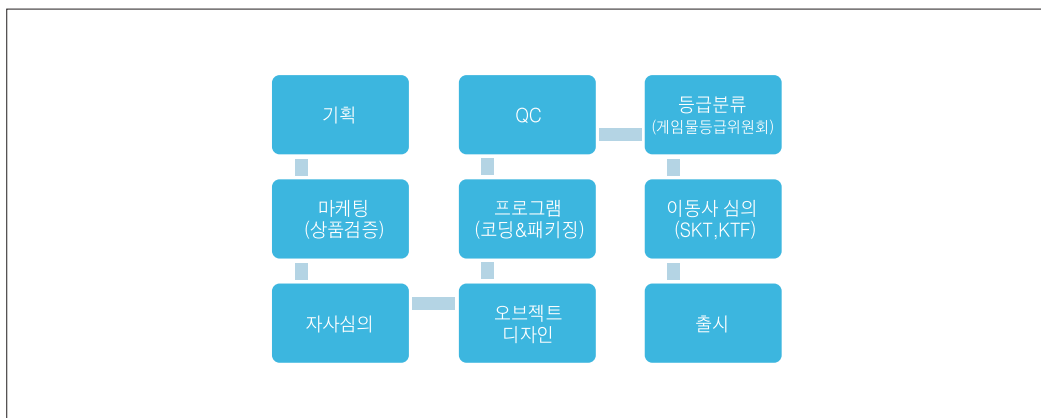 기획
마케팅
(상품검증)
자사심의
오브젝트
디자인
프로그램
(코딩&패키징)
QC
등급분류
(게임물등급위원회)
이동사 심의
(SKT,KTF)
출시